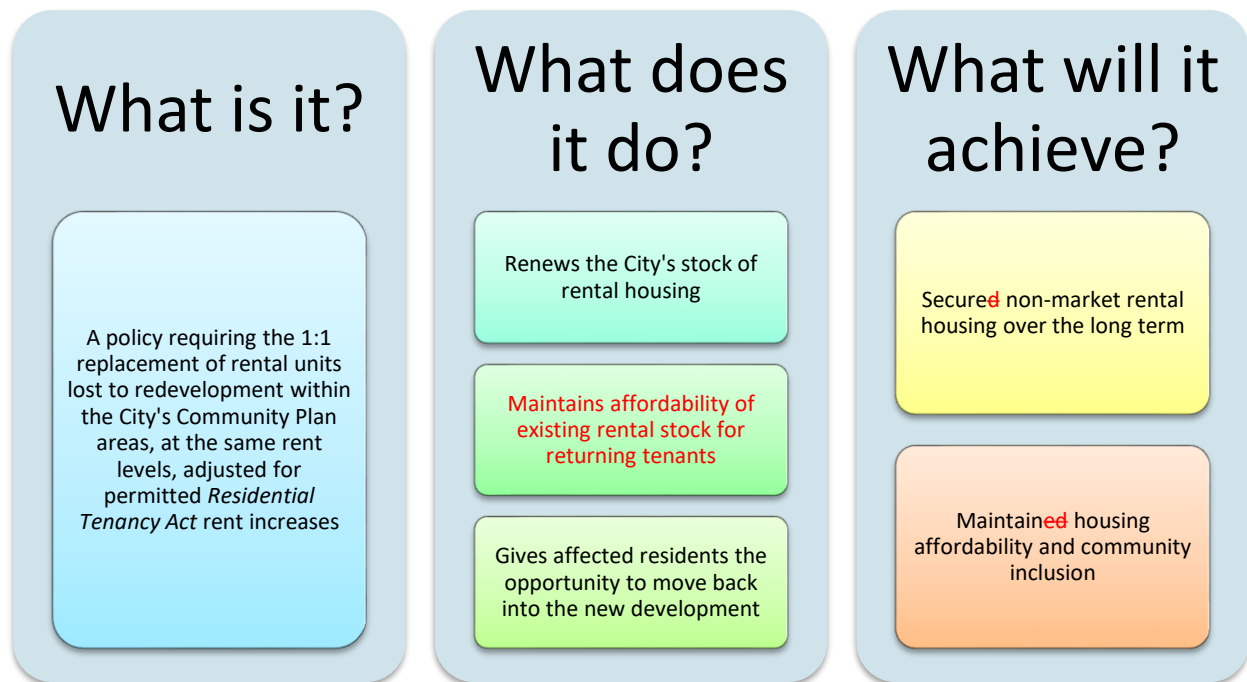 What is it?
A policy requiring the 1:1
replacement of rental units
lost to redevelopment within
the City's Community Plan
areas, at the same rent
levels, adjusted for
permitted Residential
Tenancy Act rent increases
What does
it do?
Renews the City's stock of
rental housing
Maintains affordability of
existing rental stock for
returning tenants
Gives affected residents the
opportunity to move back
into the new development
What will it
achieve?
Secured non-market rental
housing over the long term
Maintained housing
affordability and community
inclusion